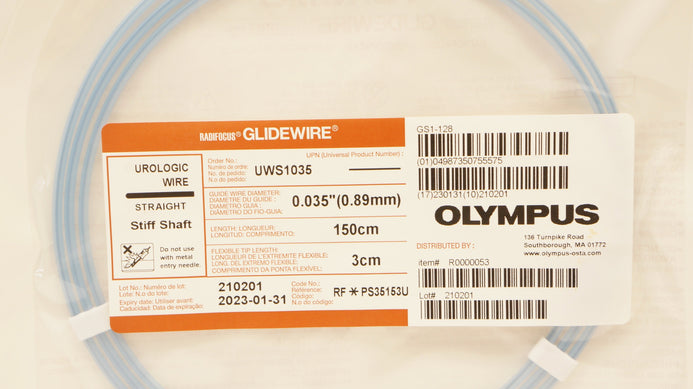 RADIFOCUS® GLIDEWIRE®
UROLOGIC
WIRE
STRAIGHT
Stiff Shaft
Do not use
with metal
entry needle.
Order No.:
Numéro de ordre:
No. de pedido:
N.o do pedido:
UWS1035
UPN (Universal Product Number) :
GUIDE WIRE DIAMETER:
DIAMÈTRE DU GUIDE :
DIÁMETRO GUIA :
DIÂMETRO DO FIO-GUIA:
0.035"(0.89mm)
LENGTH: LONGUEUR:
LONGITUD: COMPRIMENTO:
150cm
FLEXIBLE TIP LENGTH:
LONGUEUR DE L'EXTREMITE FLEXIBLE:
LONG. DEL EXTREMO FLEXIBLE:
COMPRIMENTO DA PONTA FLEXÍVEL:
3cm
Lot No.: Numéro de lot:
Lote: N.o do lote:
210201
Expiry date: Utiliser avant:
Caducidad: Data de expiração:
2023-01-31
Code No.:
Référence:
Código:
N.o do código:
RF*PS35153U
GS1-128
(01)04987350755575
(17)230131(10)210201
OLYMPUS
136 Turnpike Road
Southborough, MA 01772
www.olympus-osta.com
DISTRIBUTED BY :
item# R0000053
Lot# 210201